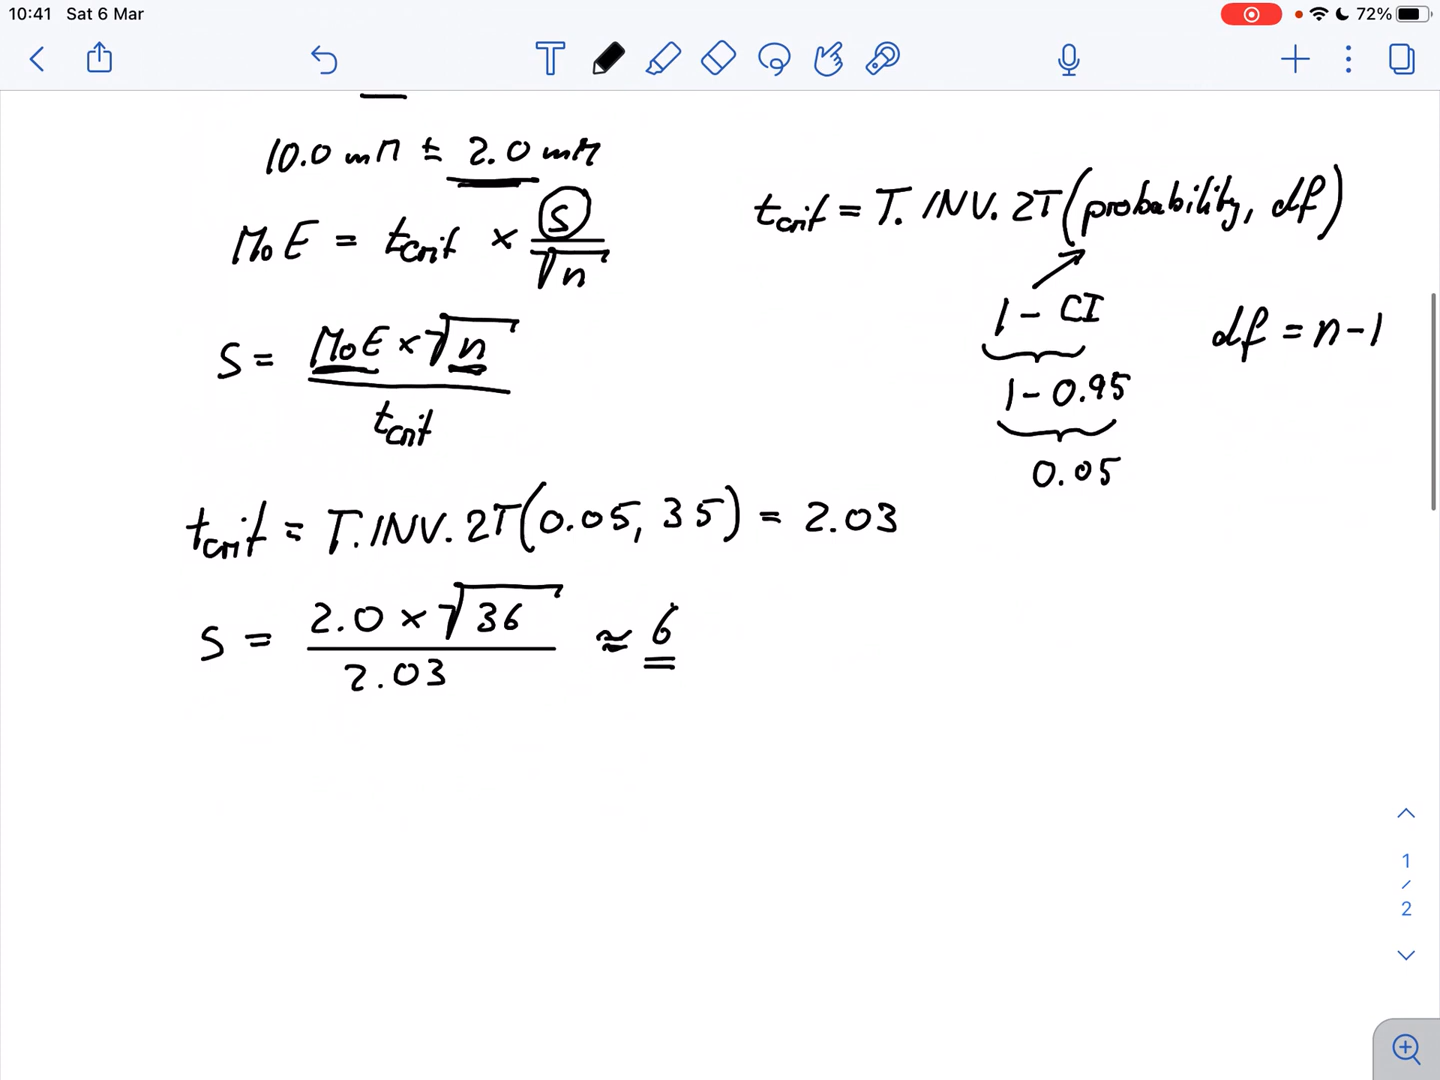 10:41 Sat 6 Mar
72%
10.0 mM ± 2.0 mM
MoE = tcrit × s/√n
s = MoE × √n / tcrit
tcrit = T.INV.2T(probability, df)
1 - CI
df = n-1
1 - 0.95
0.05
tcrit = T.INV.2T(0.05, 35) = 2.03
s = 2.0 × √36 / 2.03 ≈ 6
1
/
2